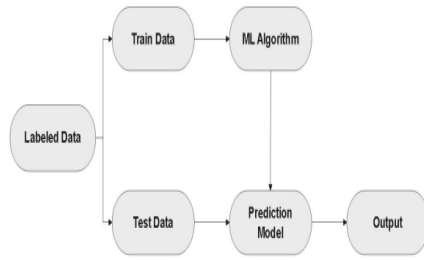 Train Data
ML Algorithm
Labeled Data
Test Data
Prediction
Model
Output